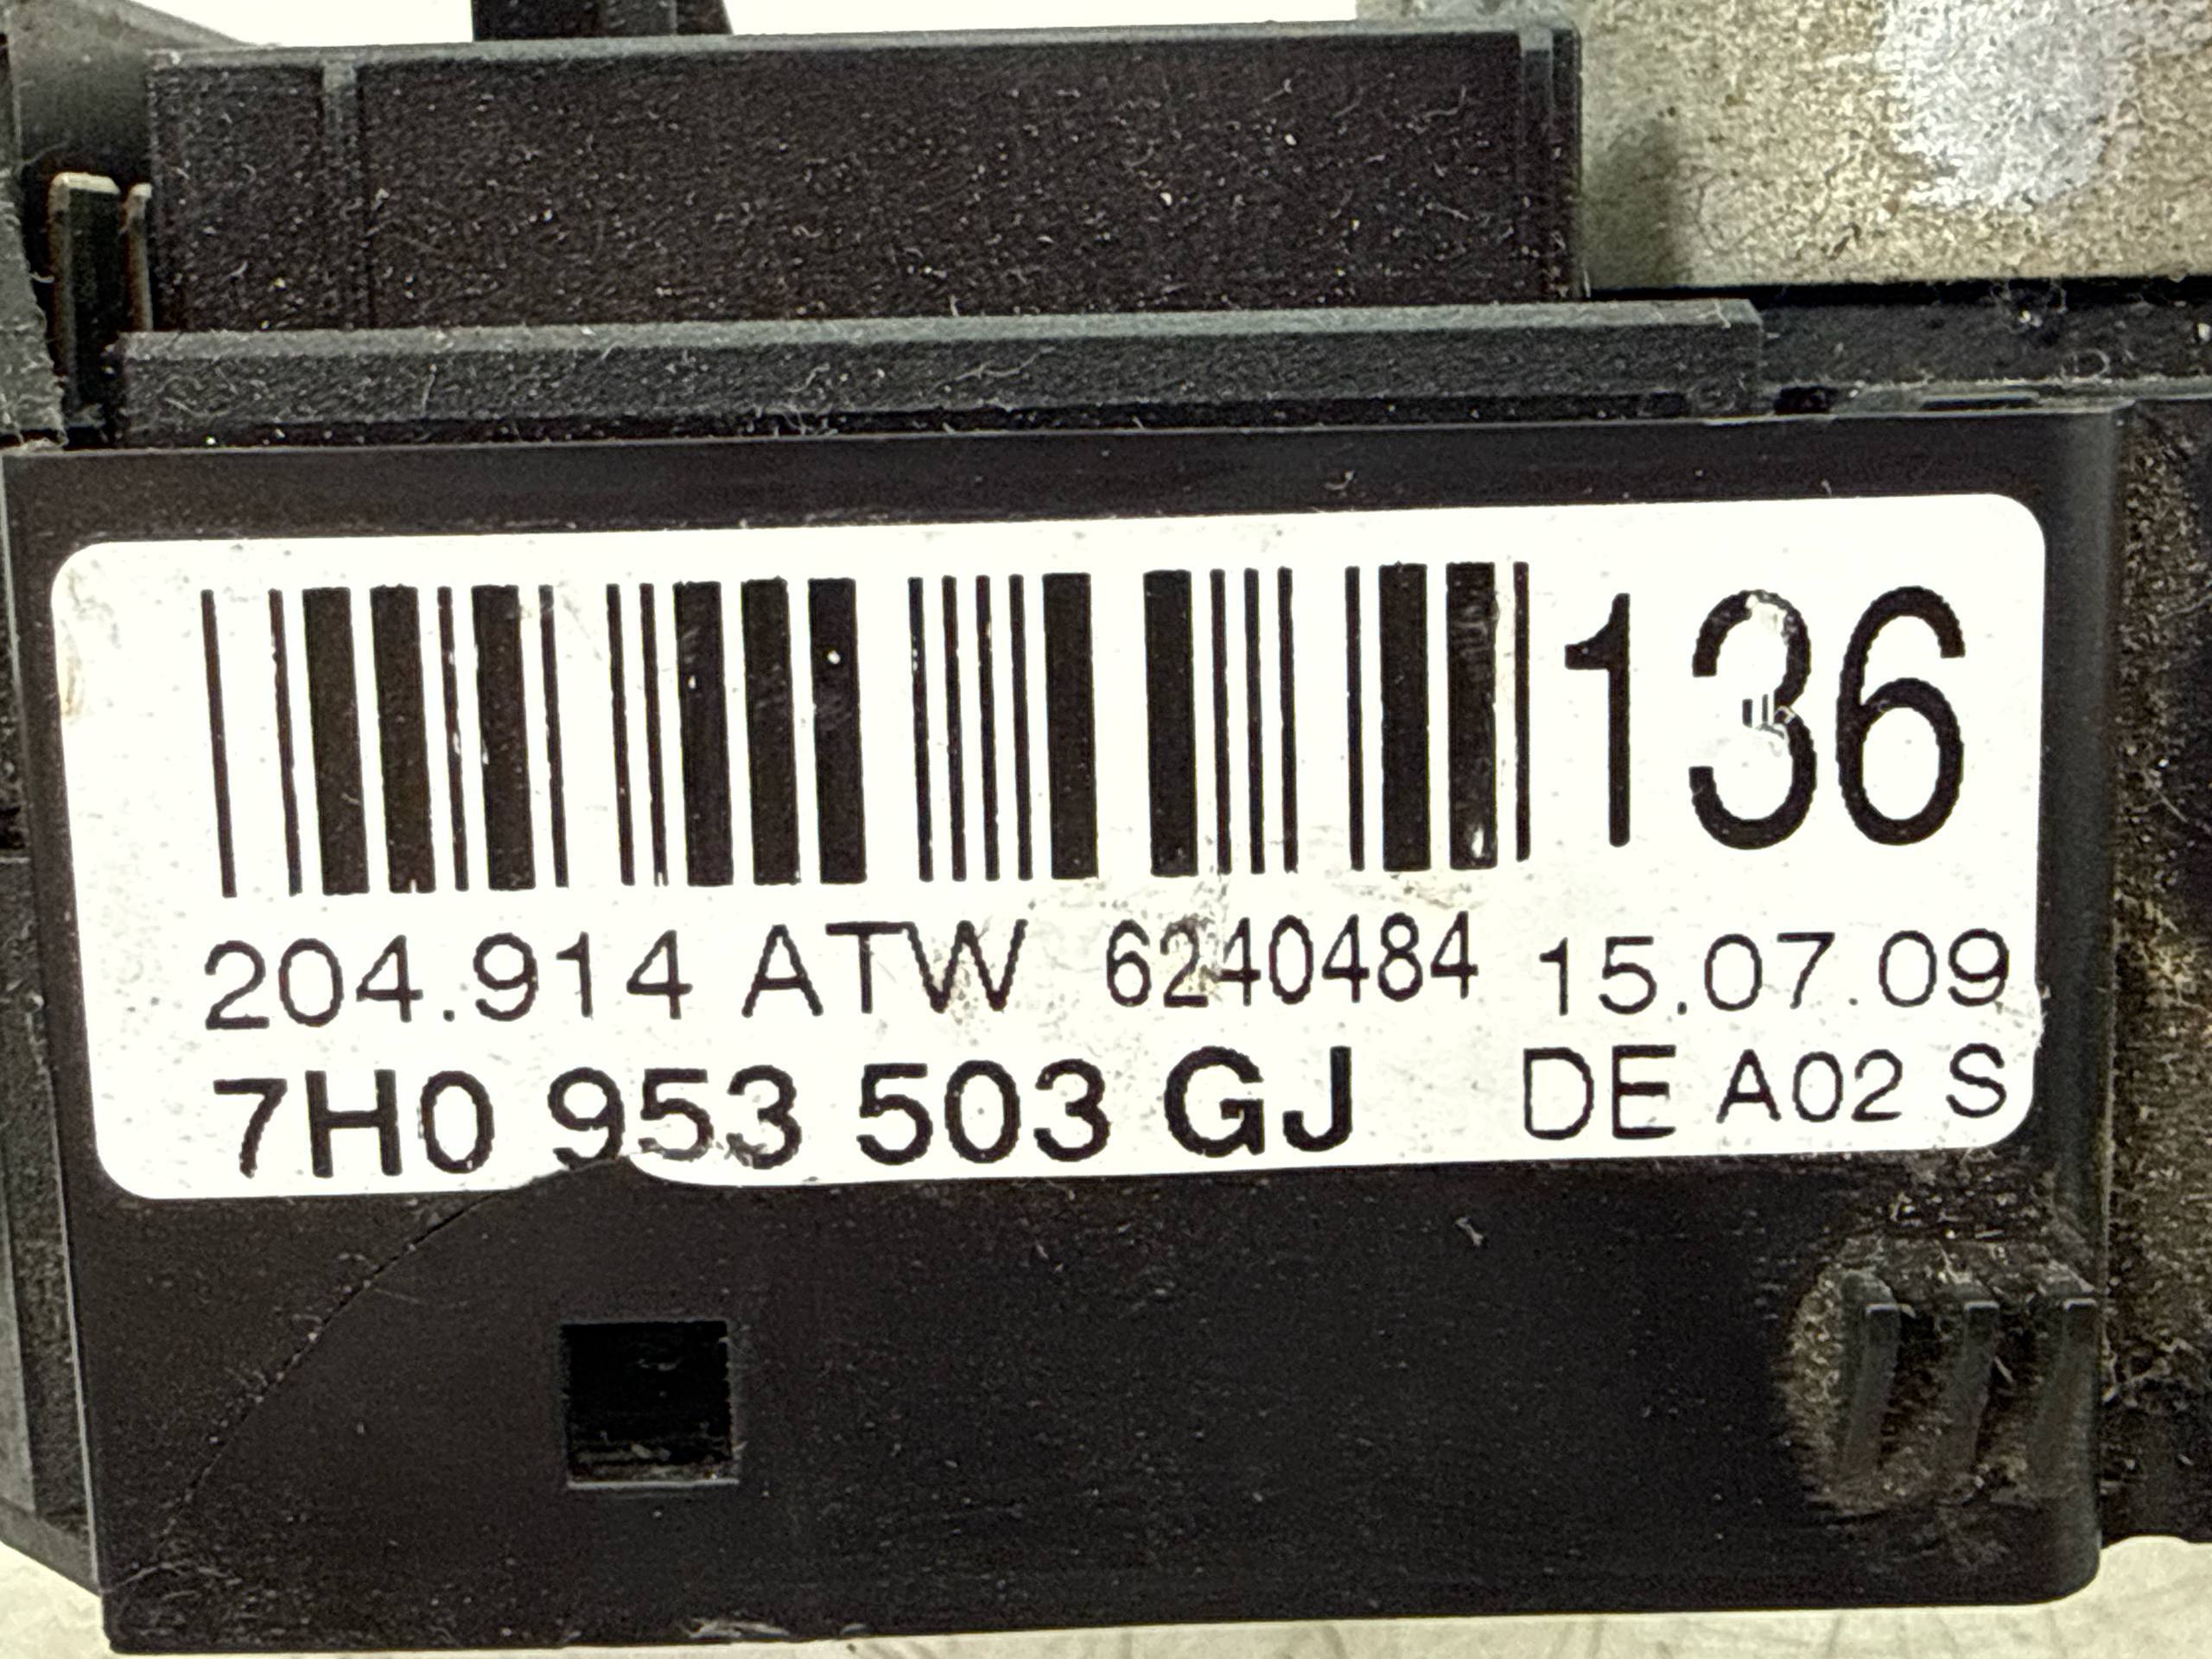 136
204.914 ATW 6240484 15.07.09
7H0 953 503 GJ DE A02 S